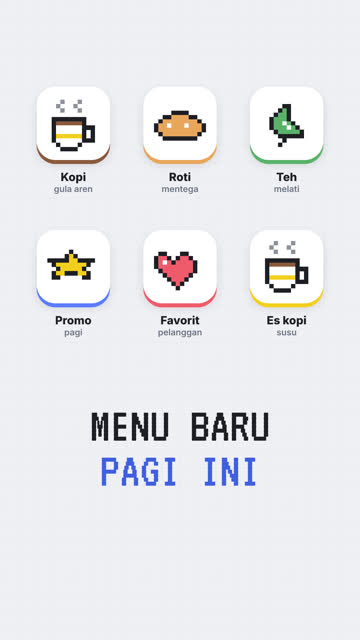 Kopi
gula aren
Roti
mentega
Teh
melati
Promo
pagi
Favorit
pelanggan
Es kopi
susu
MENU BARU
PAGI INI